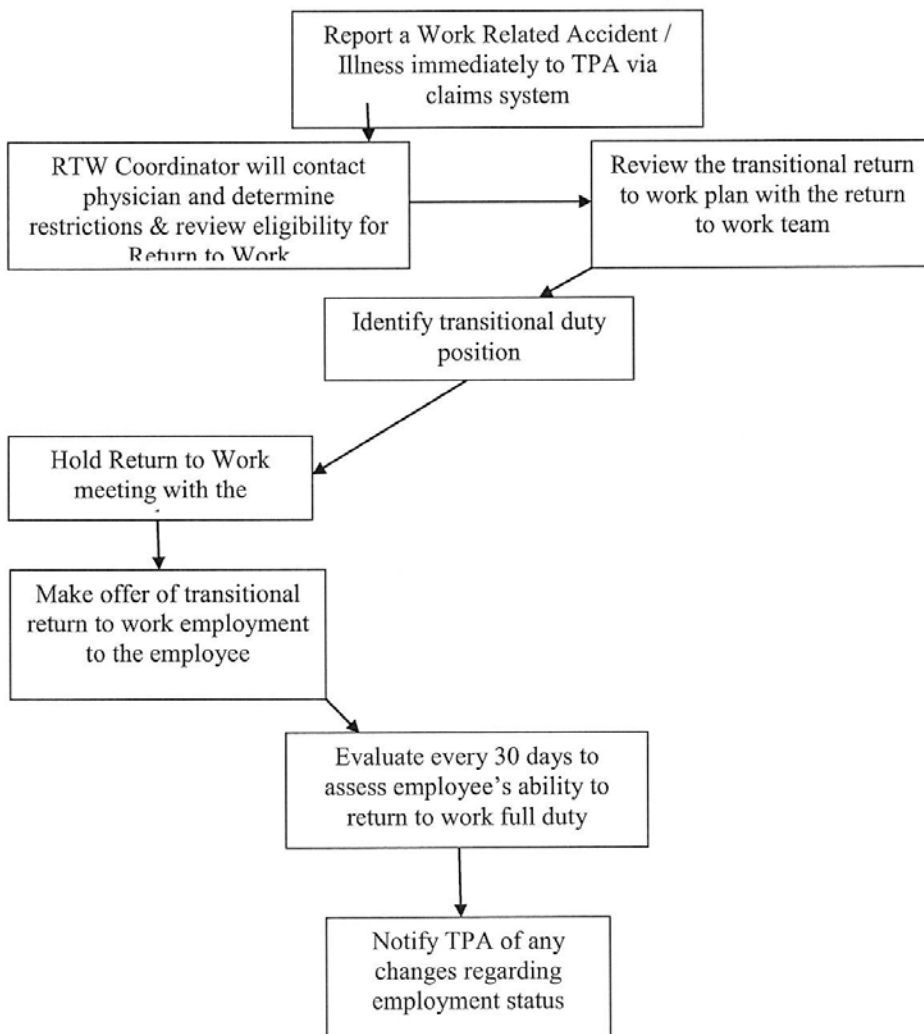 Report a Work Related Accident /
Illness immediately to TPA via
claims system
RTW Coordinator will contact
physician and determine
restrictions & review eligibility for
Return to Work
Review the transitional return
to work plan with the return
to work team
Identify transitional duty
position
Hold Return to Work
meeting with the
Make offer of transitional
return to work employment
to the employee
Evaluate every 30 days to
assess employee’s ability to
return to work full duty
Notify TPA of any
changes regarding
employment status